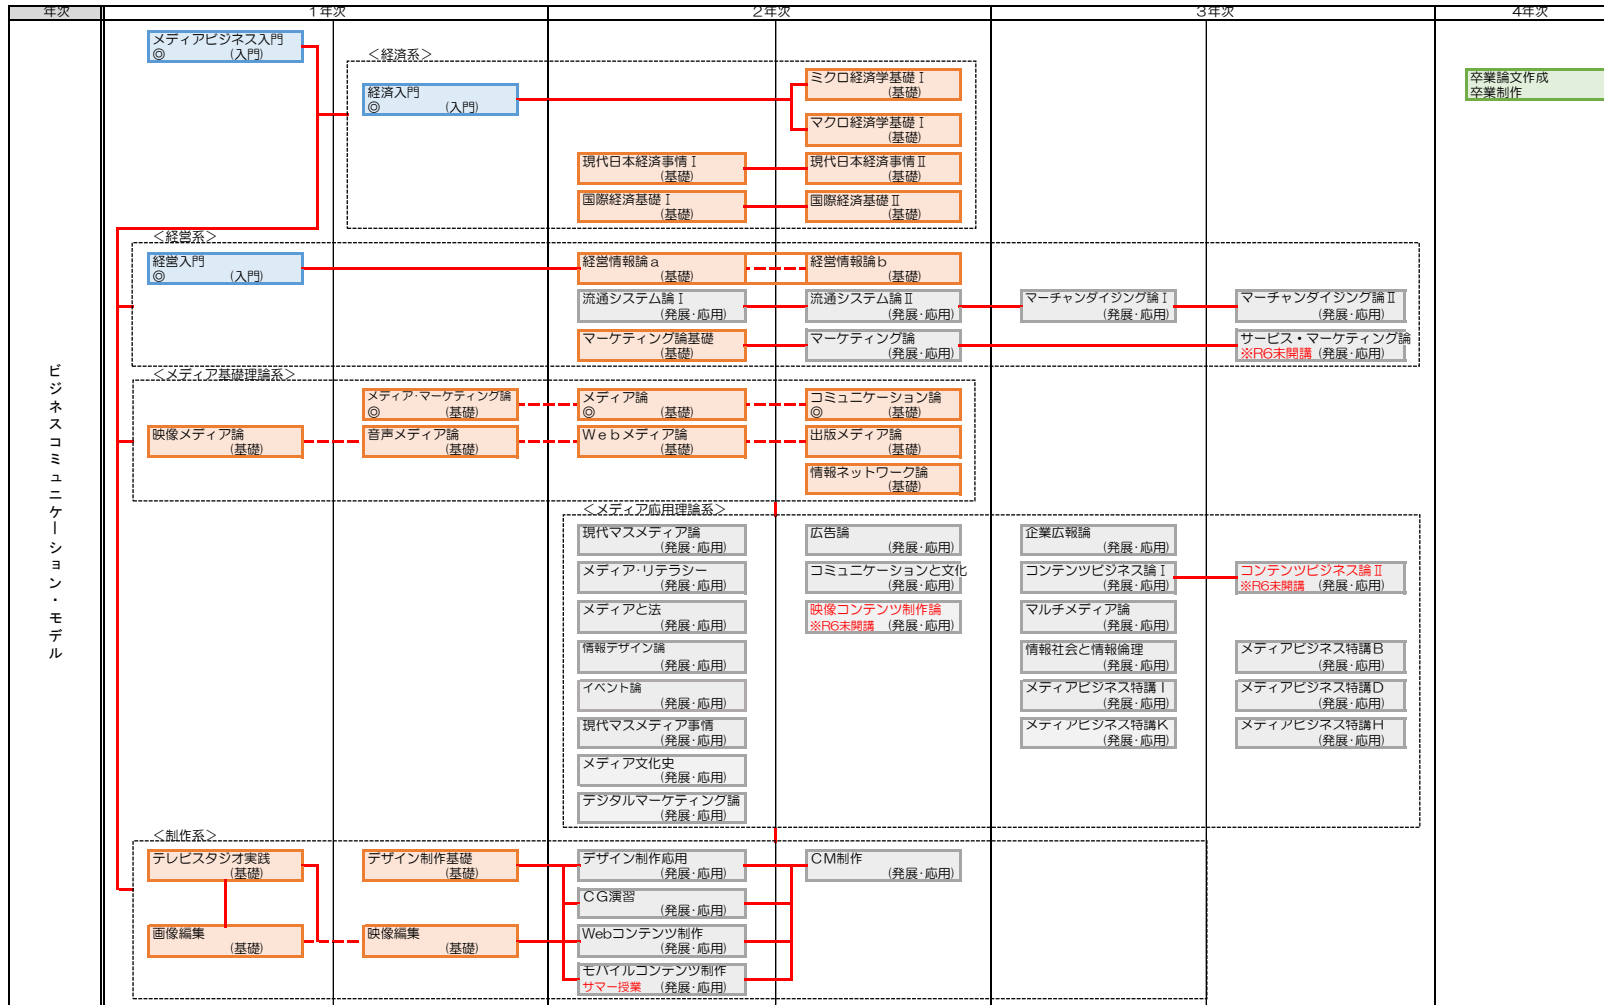 年次 1年次 2年次 3年次 4年次
ビジネスコミュニケーション・モデル
メディアビジネス入門
◎ (入門)
＜経済系＞
経済入門
◎ (入門)
ミクロ経済学基礎Ⅰ
(基礎)
マクロ経済学基礎Ⅰ
(基礎)
現代日本経済事情Ⅰ
(基礎)
現代日本経済事情Ⅱ
(基礎)
国際経済基礎Ⅰ
(基礎)
国際経済基礎Ⅱ
(基礎)
卒業論文作成
卒業制作
＜経営系＞
経営入門
◎ (入門)
経営情報論ａ
(基礎)
経営情報論ｂ
(基礎)
流通システム論Ⅰ
(発展・応用)
流通システム論Ⅱ
(発展・応用)
マーチャンダイジング論Ⅰ
(発展・応用)
マーチャンダイジング論Ⅱ
(発展・応用)
マーケティング論基礎
(基礎)
マーケティング論
(発展・応用)
サービス・マーケティング論
※R6未開講 (発展・応用)
＜メディア基礎理論系＞
メディア・マーケティング論
◎ (基礎)
メディア論
◎ (基礎)
コミュニケーション論
◎ (基礎)
映像メディア論
(基礎)
音声メディア論
(基礎)
Ｗｅｂメディア論
(基礎)
出版メディア論
(基礎)
情報ネットワーク論
(基礎)
＜メディア応用理論系＞
現代マスメディア論
(発展・応用)
広告論
(発展・応用)
企業広報論
(発展・応用)
メディア・リテラシー
(発展・応用)
コミュニケーションと文化
(発展・応用)
コンテンツビジネス論Ⅰ
(発展・応用)
コンテンツビジネス論Ⅱ
※R6未開講 (発展・応用)
メディアと法
(発展・応用)
映像コンテンツ制作論
※R6未開講 (発展・応用)
マルチメディア論
(発展・応用)
情報デザイン論
(発展・応用)
情報社会と情報倫理
(発展・応用)
メディアビジネス特講Ｂ
(発展・応用)
イベント論
(発展・応用)
メディアビジネス特講Ｉ
(発展・応用)
メディアビジネス特講Ｄ
(発展・応用)
現代マスメディア事情
(発展・応用)
メディアビジネス特講Ｋ
(発展・応用)
メディアビジネス特講Ｈ
(発展・応用)
メディア文化史
(発展・応用)
デジタルマーケティング論
(発展・応用)
＜制作系＞
テレビスタジオ実践
(基礎)
デザイン制作基礎
(基礎)
デザイン制作応用
(発展・応用)
ＣＭ制作
(発展・応用)
ＣＧ演習
(発展・応用)
画像編集
(基礎)
映像編集
(基礎)
Webコンテンツ制作
(発展・応用)
モバイルコンテンツ制作
サマー授業 (発展・応用)